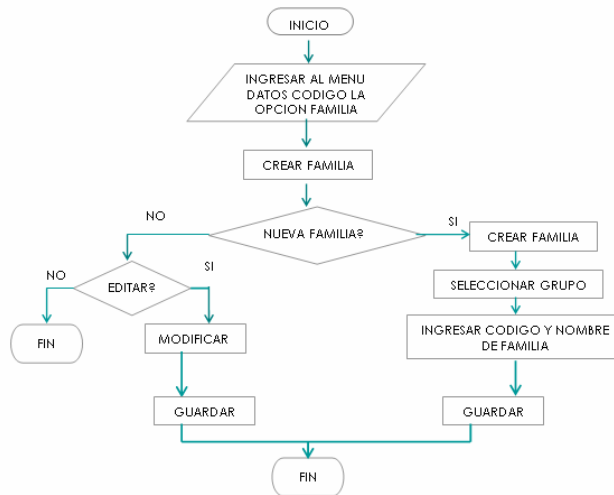 INICIO
INGRESAR AL MENU
DATOS CODIGO LA
OPCION FAMILIA
CREAR FAMILIA
NO
NUEVA FAMILIA?
SI
CREAR FAMILIA
NO
EDITAR?
SI
SELECCIONAR GRUPO
FIN
MODIFICAR
INGRESAR CODIGO Y NOMBRE
DE FAMILIA
GUARDAR
GUARDAR
FIN